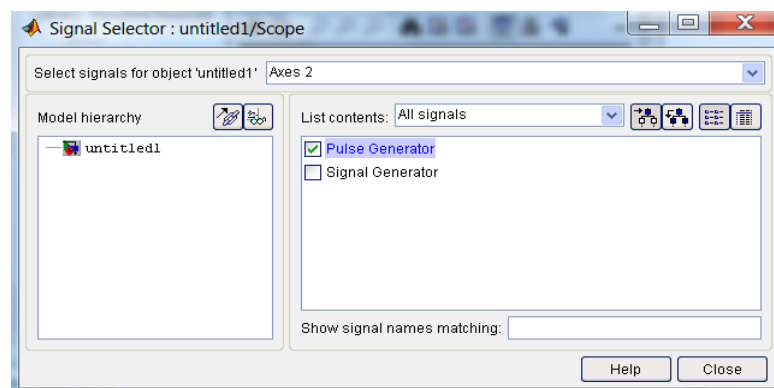 Signal Selector : untitled1/Scope
Select signals for object 'untitled1' Axes 2
Model hierarchy
untitled1
List contents: All signals
Pulse Generator
Signal Generator
Show signal names matching:
Help Close